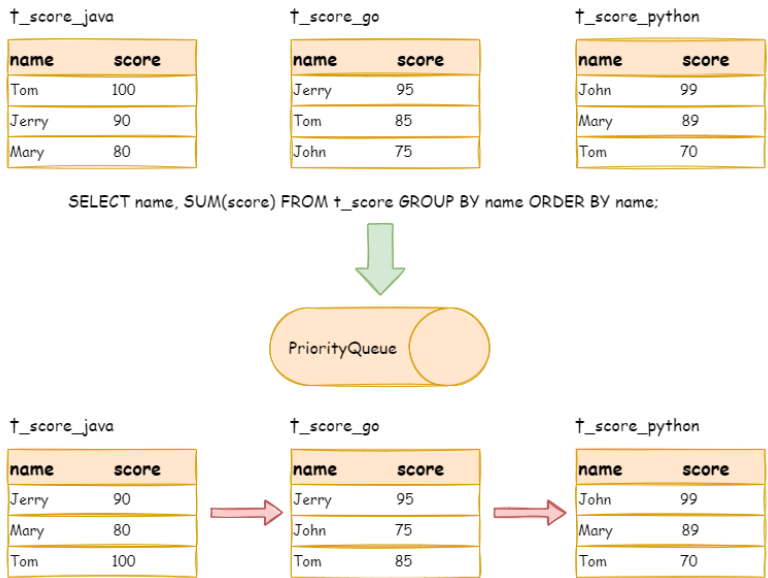 t_score_java t_score_go t_score_python
name score name score name score
Tom 100 Jerry 95 John 99
Jerry 90 Tom 85 Mary 89
Mary 80 John 75 Tom 70
SELECT name, SUM(score) FROM t_score GROUP BY name ORDER BY name;
PriorityQueue
t_score_java t_score_go t_score_python
name score name score name score
Jerry 90 Jerry 95 John 99
Mary 80 John 75 Mary 89
Tom 100 Tom 85 Tom 70